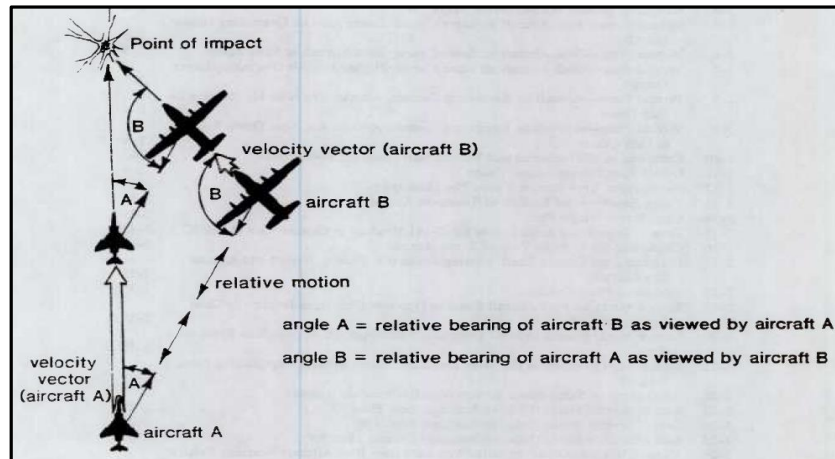 Point of impact
B
velocity vector (aircraft B)
B
aircraft B
A
relative motion
angle A = relative bearing of aircraft B as viewed by aircraft A
angle B = relative bearing of aircraft A as viewed by aircraft B
velocity
vector
(aircraft A)
A
aircraft A